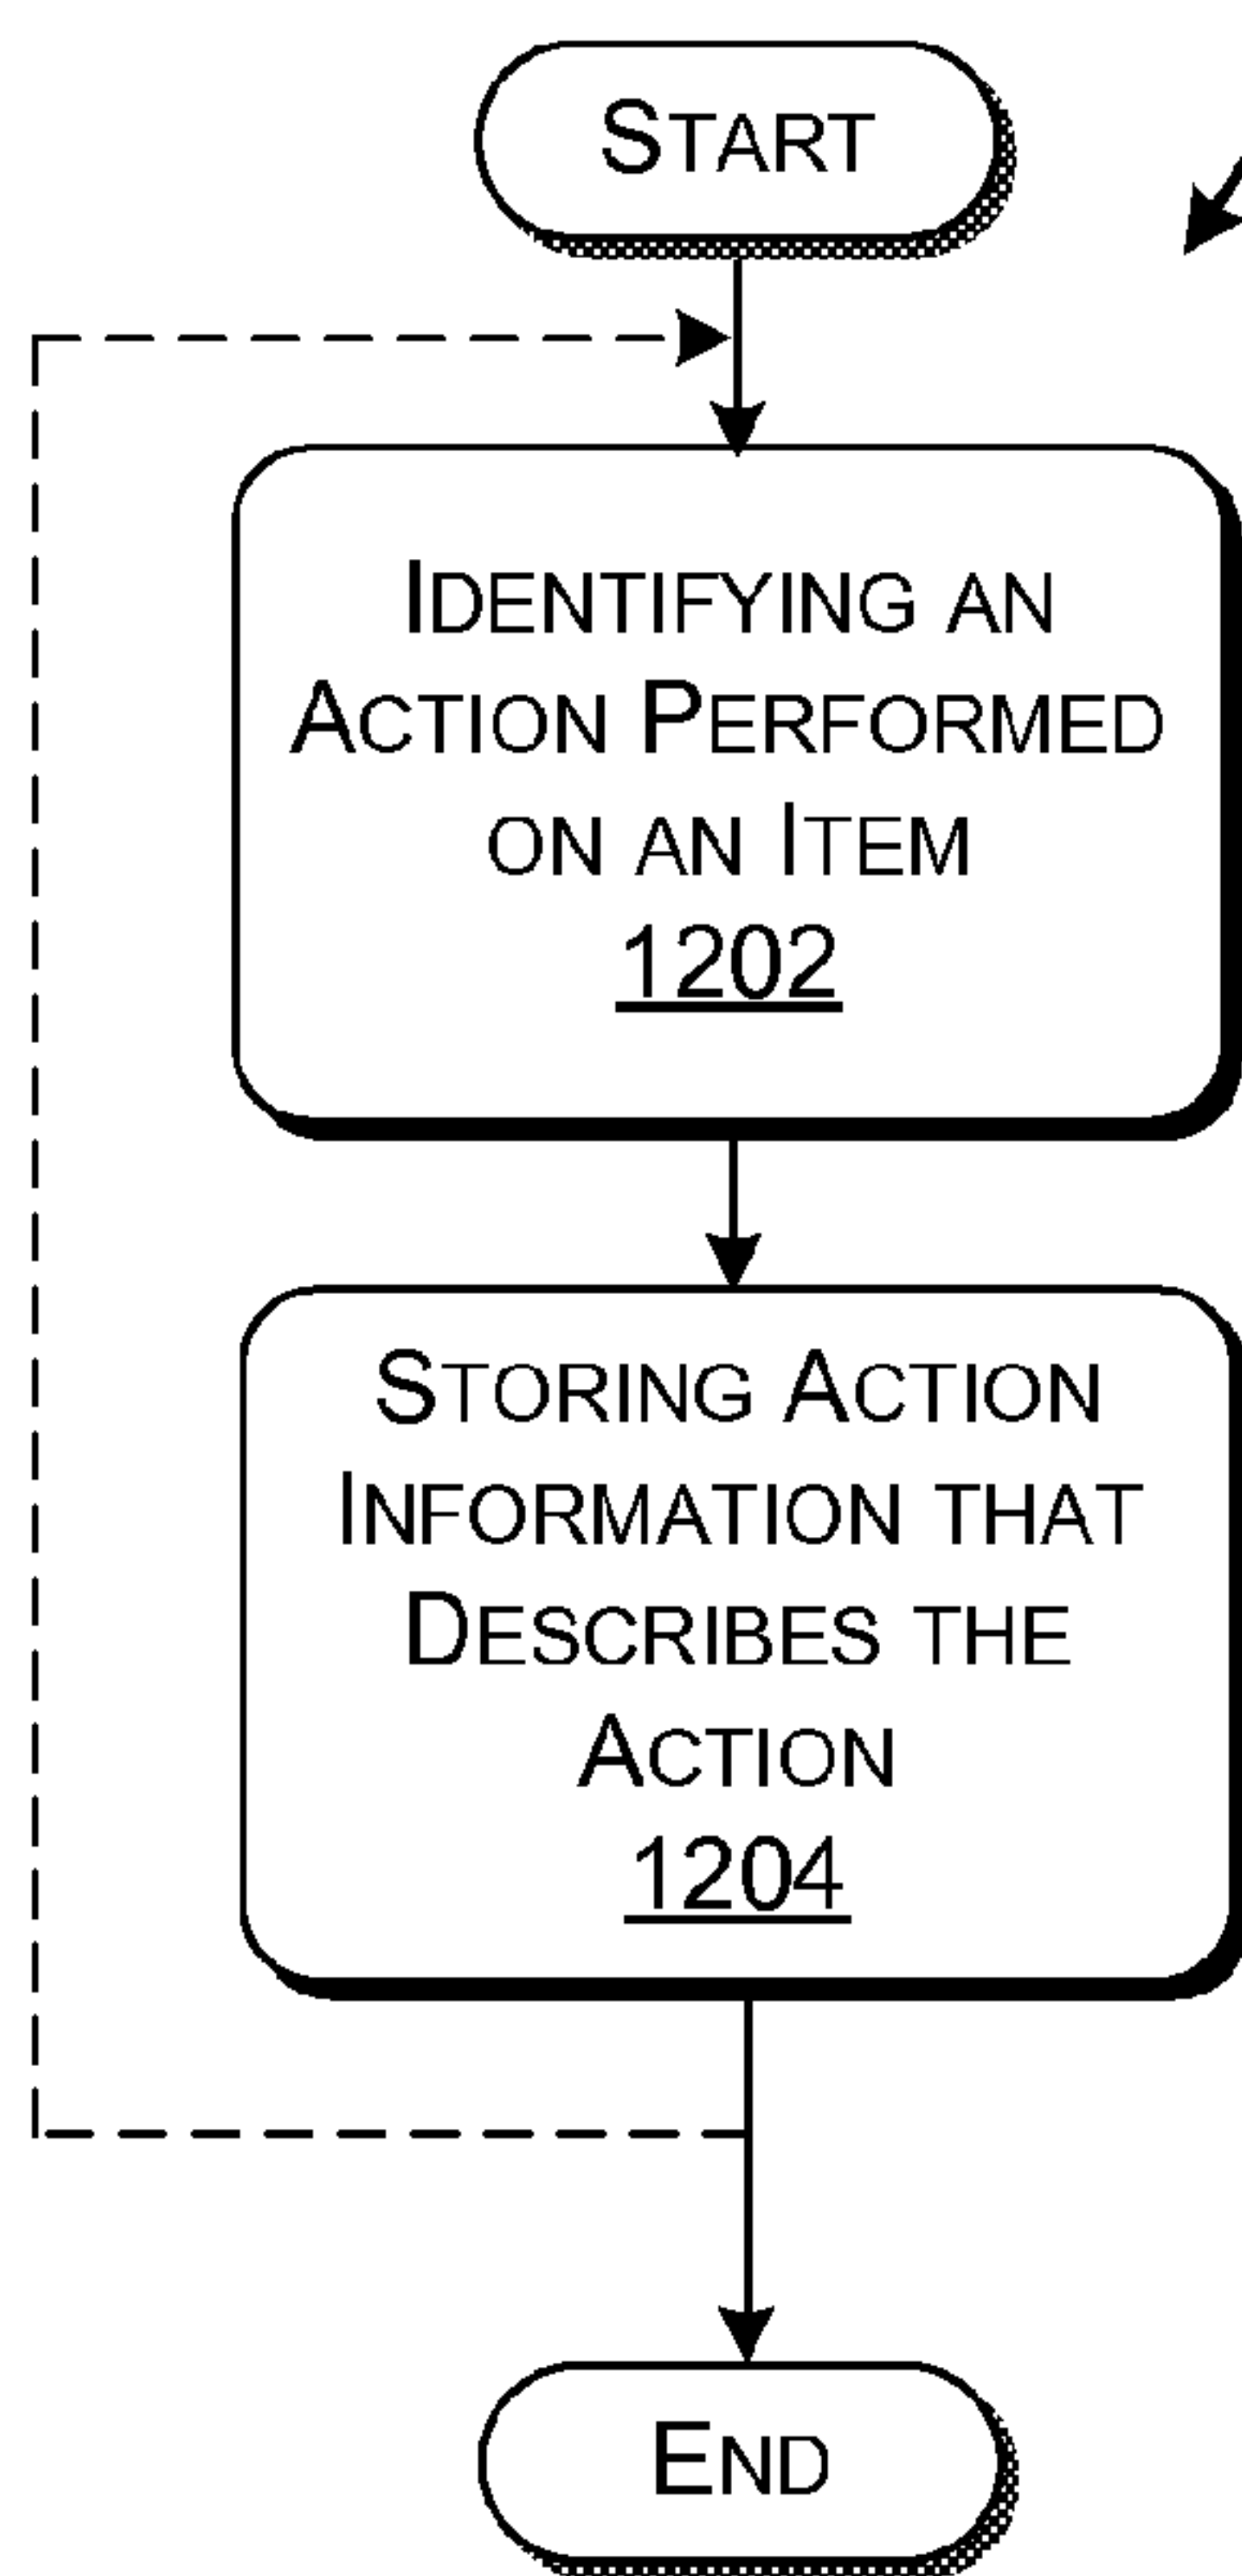 START
IDENTIFYING AN
ACTION PERFORMED
ON AN ITEM
1202
STORING ACTION
INFORMATION THAT
DESCRIBES THE
ACTION
1204
END